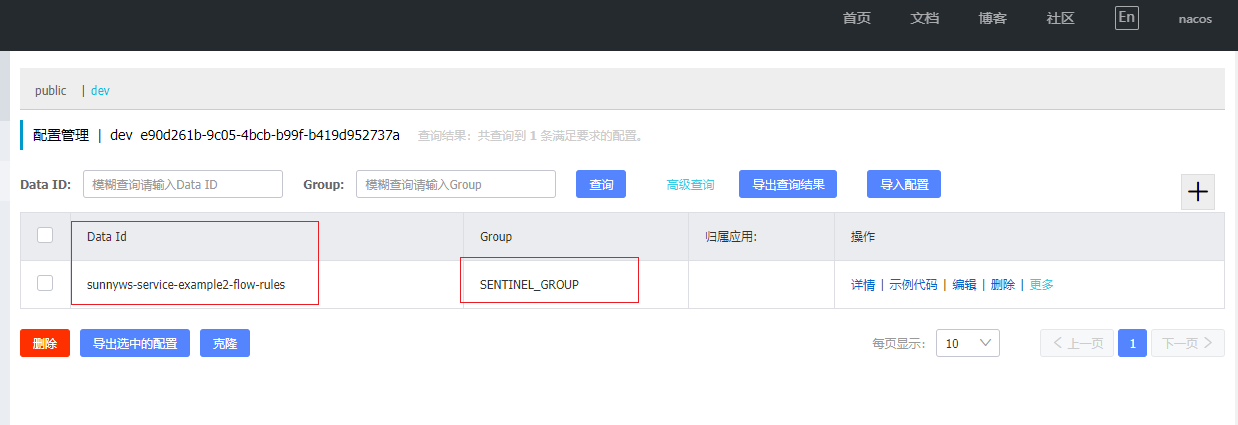 首页 文档 博客 社区 En nacos
public | dev
配置管理 | dev e90d261b-9c05-4bcb-b99f-b419d952737a 查询结果：共查询到 1 条满足要求的配置。
Data ID: 模糊查询请输入Data ID Group: 模糊查询请输入Group 查询 高级查询 导出查询结果 导入配置
Data Id Group 归属应用: 操作
sunnyws-service-example2-flow-rules SENTINEL_GROUP 详情 | 示例代码 | 编辑 | 删除 | 更多
删除 导出选中的配置 克隆 每页显示: 10 上一页 1 下一页